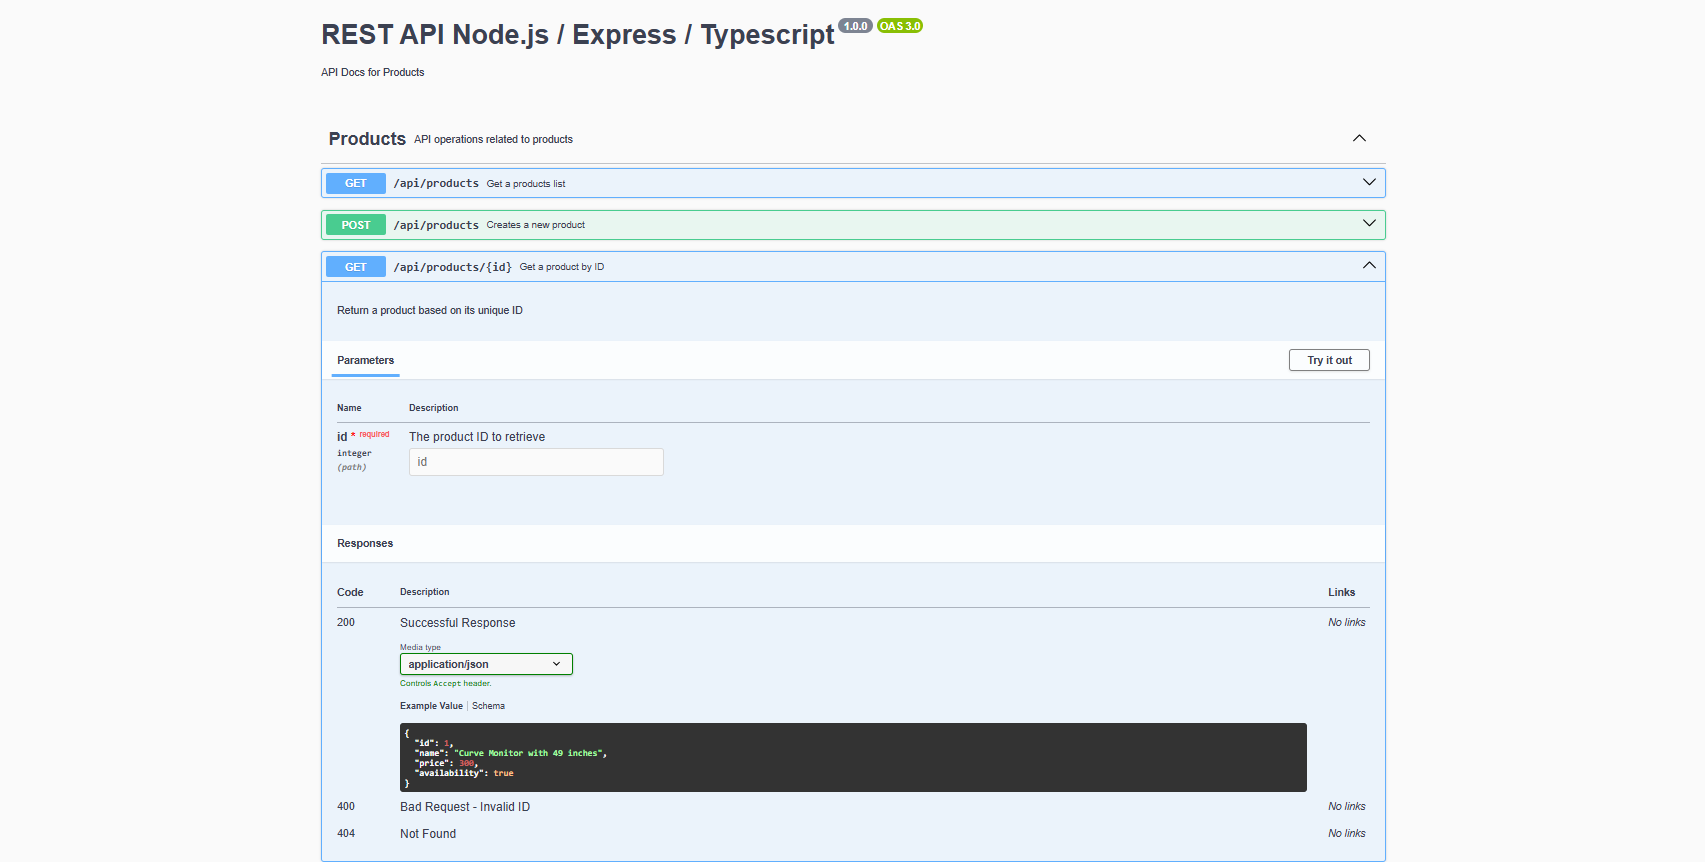 REST API Node.js / Express / Typescript 1.0.0 OAS 3.0
API Docs for Products
Products API operations related to products
GET /api/products Get a products list
POST /api/products Creates a new product
GET /api/products/{id} Get a product by ID
Return a product based on its unique ID
Parameters Try it out
Name Description
id * required The product ID to retrieve
integer
(path)
id
Responses
Code Description Links
200 Successful Response No links
Media type
application/json
Controls Accept header.
Example Value | Schema
{
"id": 1,
"name": "Curve Monitor with 49 inches",
"price": 300,
"availability": true
}
400 Bad Request - Invalid ID No links
404 Not Found No links